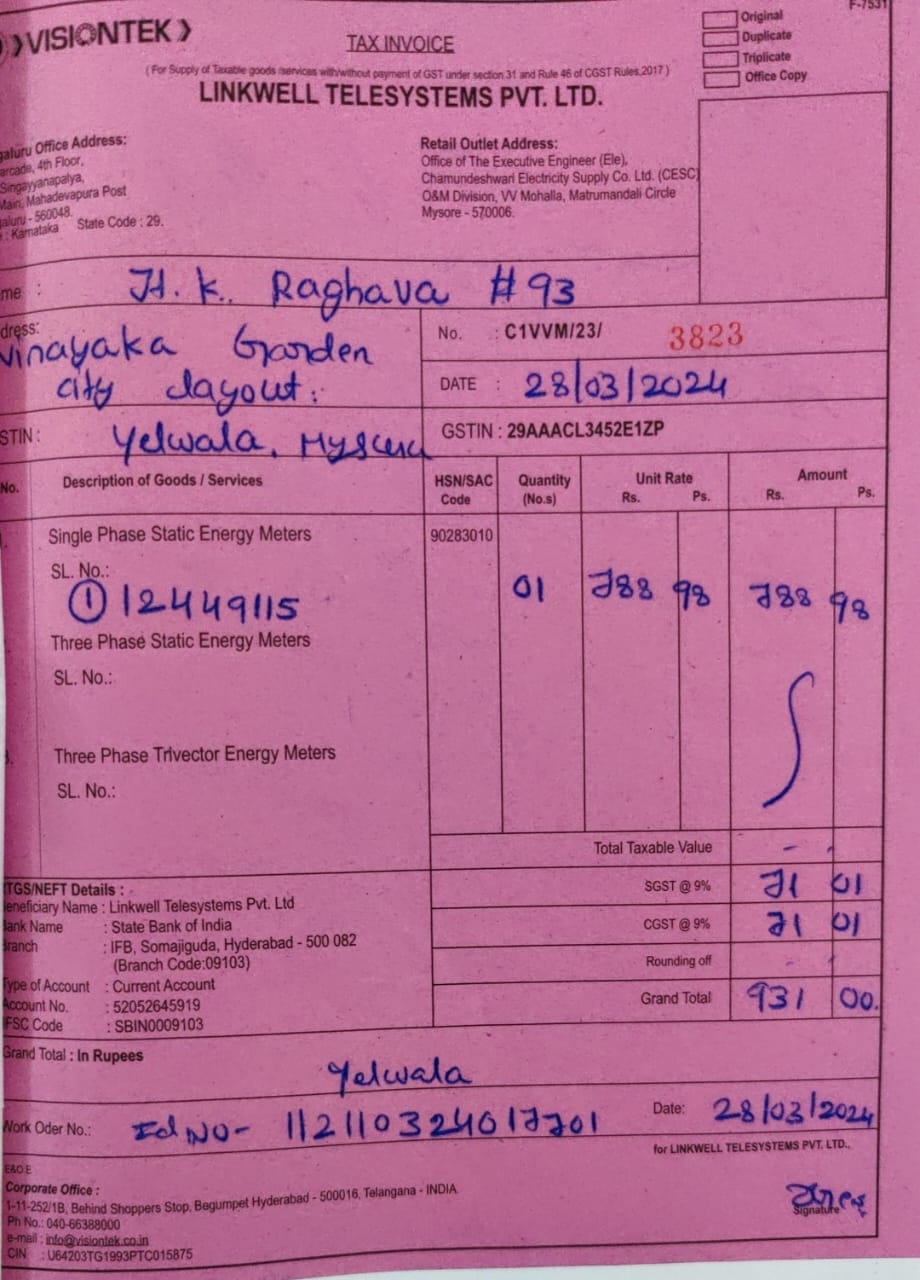 F-7531
VISIONTEK
TAX INVOICE
Original
Duplicate
Triplicate
Office Copy
( For Supply of Taxable goods /services with/without payment of GST under section 31 and Rule 46 of CGST Rules,2017 )
LINKWELL TELESYSTEMS PVT. LTD.
galuru Office Address:
arcade, 4th Floor,
Singayyanapalya,
Main, Mahadevapura Post
galuru - 560048.
: Karnataka State Code : 29.
Retail Outlet Address:
Office of The Executive Engineer (Ele),
Chamundeshwari Electricity Supply Co. Ltd. (CESC)
O&M Division, VV Mohalla, Matrumandali Circle
Mysore - 570006.
me : H. K. Raghava #93
dress: Vinayaka Garden
city layout.
No. : C1VVM/23/ 3823
DATE : 28/03/2024
STIN : Yelwala,
GSTIN : 29AAACL3452E1ZP
No. Description of Goods / Services HSN/SAC Code Quantity (No.s) Unit Rate Rs. Ps. Amount Rs. Ps.
Single Phase Static Energy Meters 90283010
SL. No.:
① 12449115 01 788 98 788 98
Three Phase Static Energy Meters
SL. No.:
Three Phase Trivector Energy Meters
SL. No.:
Total Taxable Value - -
SGST @ 9% 71 01
CGST @ 9% 71 01
Rounding off - -
Grand Total 931 00.
TGS/NEFT Details :
eneficiary Name : Linkwell Telesystems Pvt. Ltd
ank Name : State Bank of India
ranch : IFB, Somajiguda, Hyderabad - 500 082
(Branch Code:09103)
Type of Account : Current Account
Account No. : 52052645919
IFSC Code : SBIN0009103
Grand Total : In Rupees
Yelwala
Work Oder No.: Id NO- 112110324017701 Date: 28/03/2024
for LINKWELL TELESYSTEMS PVT. LTD.,
E&O.E
Corporate Office :
1-11-252/1B, Behind Shoppers Stop, Begumpet Hyderabad - 500016, Telangana - INDIA
Ph No.: 040-66388000
e-mail : info@visiontek.co.in
CIN : U64203TG1993PTC015875
Signature